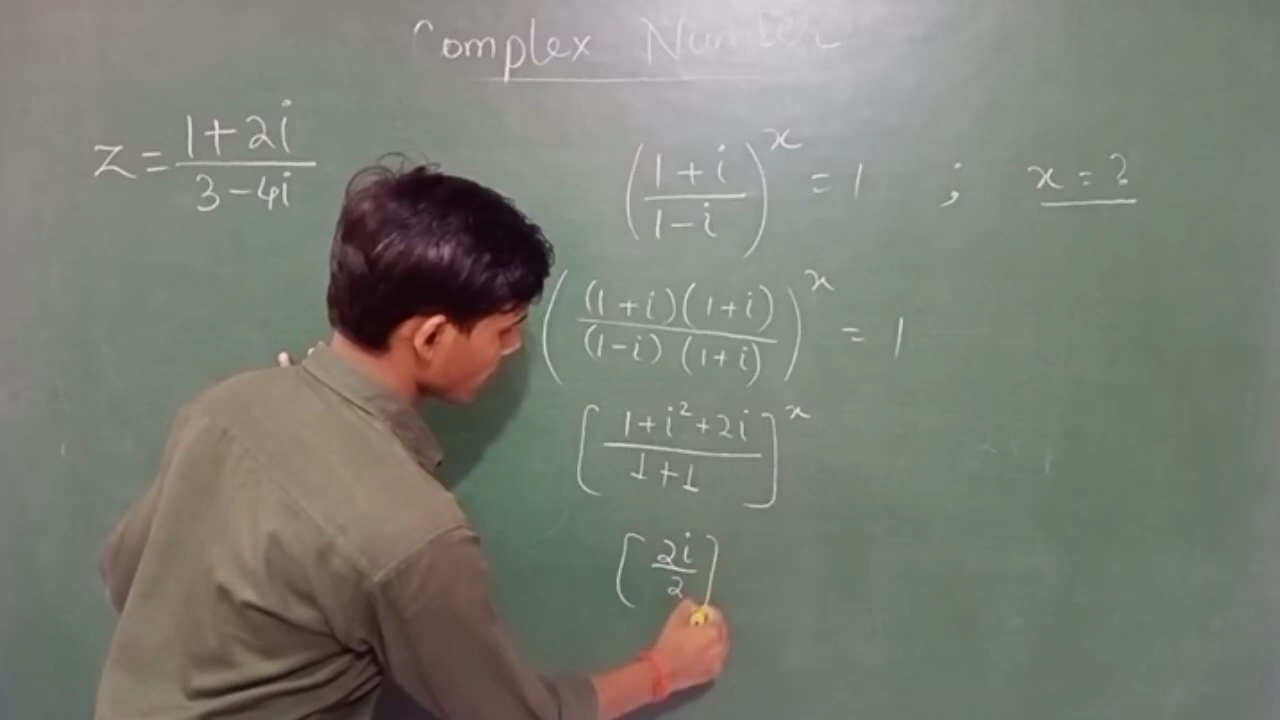 Complex Number
z = (1+2i)/(3-4i)
((1+i)/(1-i))^x = 1 ; x = ?
(((1+i)(1+i))/((1-i)(1+i)))^x = 1
[(1+i²+2i)/(1+1)]^x
[2i/2]